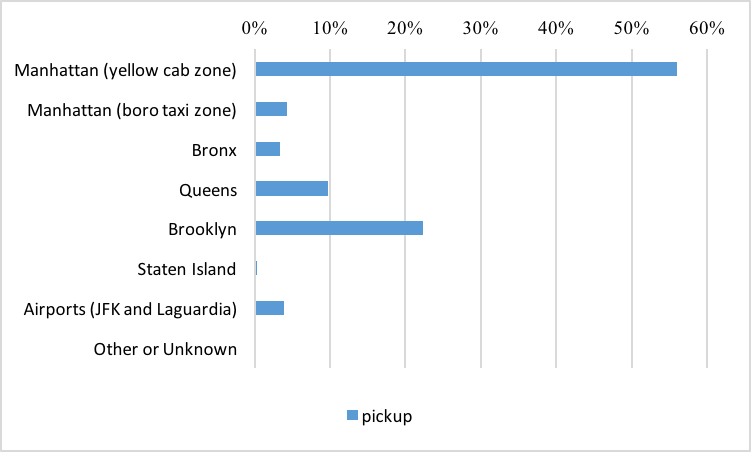 0% 10% 20% 30% 40% 50% 60%
Manhattan (yellow cab zone)
Manhattan (boro taxi zone)
Bronx
Queens
Brooklyn
Staten Island
Airports (JFK and Laguardia)
Other or Unknown
pickup